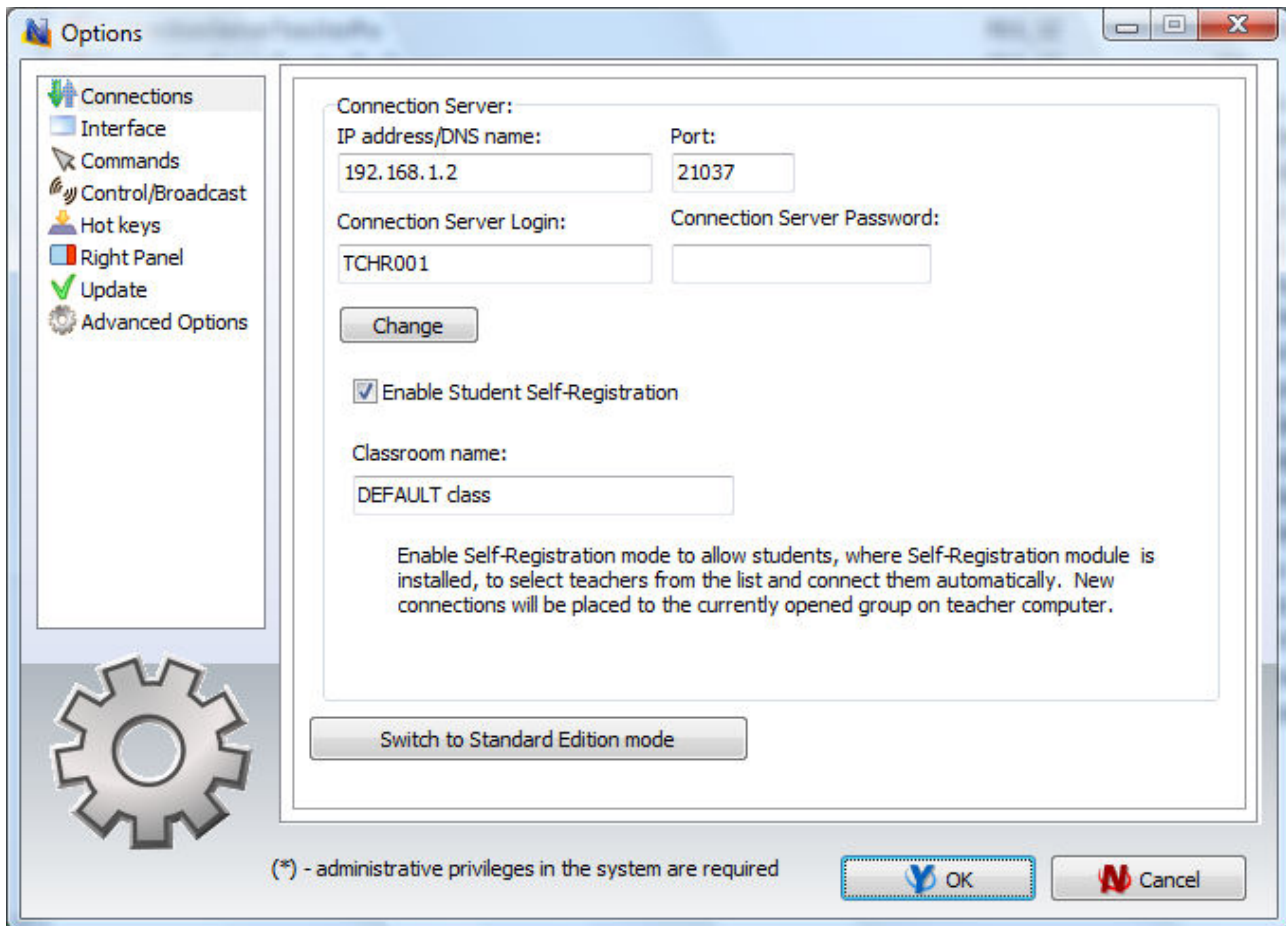 Options
Connections
Interface
Commands
Control/Broadcast
Hot keys
Right Panel
Update
Advanced Options
Connection Server:
IP address/DNS name:
Port:
192.168.1.2
21037
Connection Server Login:
Connection Server Password:
TCHR001
Change
Enable Student Self-Registration
Classroom name:
DEFAULT class
Enable Self-Registration mode to allow students, where Self-Registration module is
installed, to select teachers from the list and connect them automatically. New
connections will be placed to the currently opened group on teacher computer.
Switch to Standard Edition mode
(*) - administrative privileges in the system are required
OK
Cancel